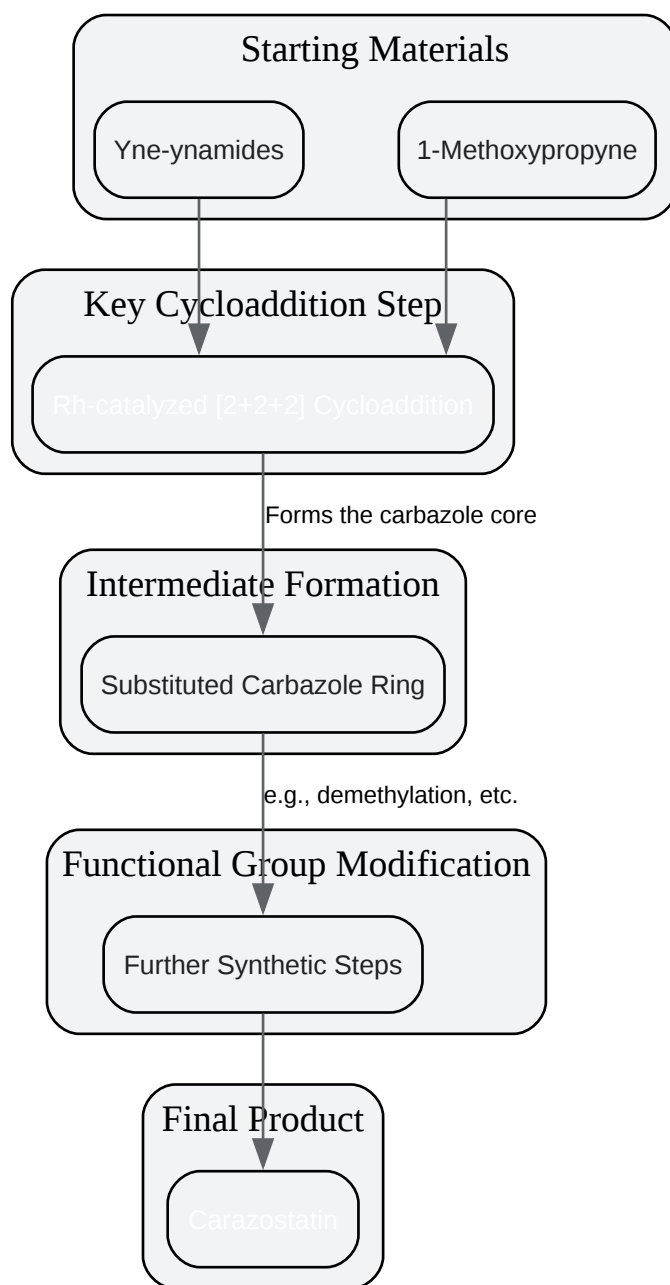 Starting Materials
Yne-ynamides
1-Methoxypropyne
Key Cycloaddition Step
Rh-catalyzed [2+2+2] Cycloaddition
Forms the carbazole core
Intermediate Formation
Substituted Carbazole Ring
e.g., demethylation, etc.
Functional Group Modification
Further Synthetic Steps
Final Product
Carazostatin